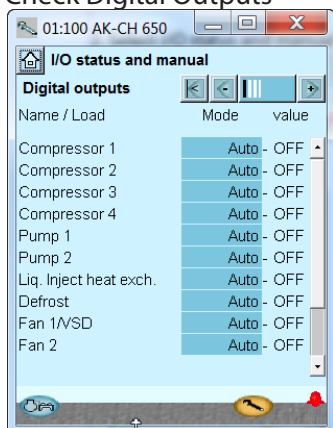 Check Digital Outputs
01:100 AK-CH 650
I/O status and manual
Digital outputs
Name / Load Mode value
Compressor 1 Auto - OFF
Compressor 2 Auto - OFF
Compressor 3 Auto - OFF
Compressor 4 Auto - OFF
Pump 1 Auto - OFF
Pump 2 Auto - OFF
Liq. Inject heat exch. Auto - OFF
Defrost Auto - OFF
Fan 1/VSD Auto - OFF
Fan 2 Auto - OFF